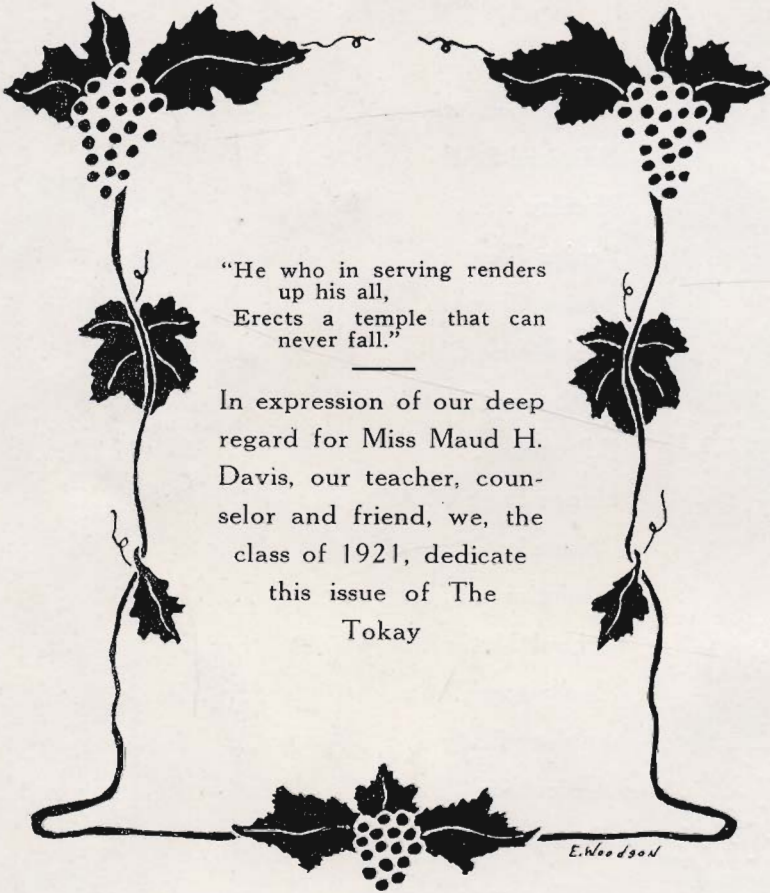 “He who in serving renders
up his all,
Erects a temple that can
never fall.”
In expression of our deep
regard for Miss Maud H.
Davis, our teacher, coun-
selor and friend, we, the
class of 1921, dedicate
this issue of The
Tokay
E. Woodson